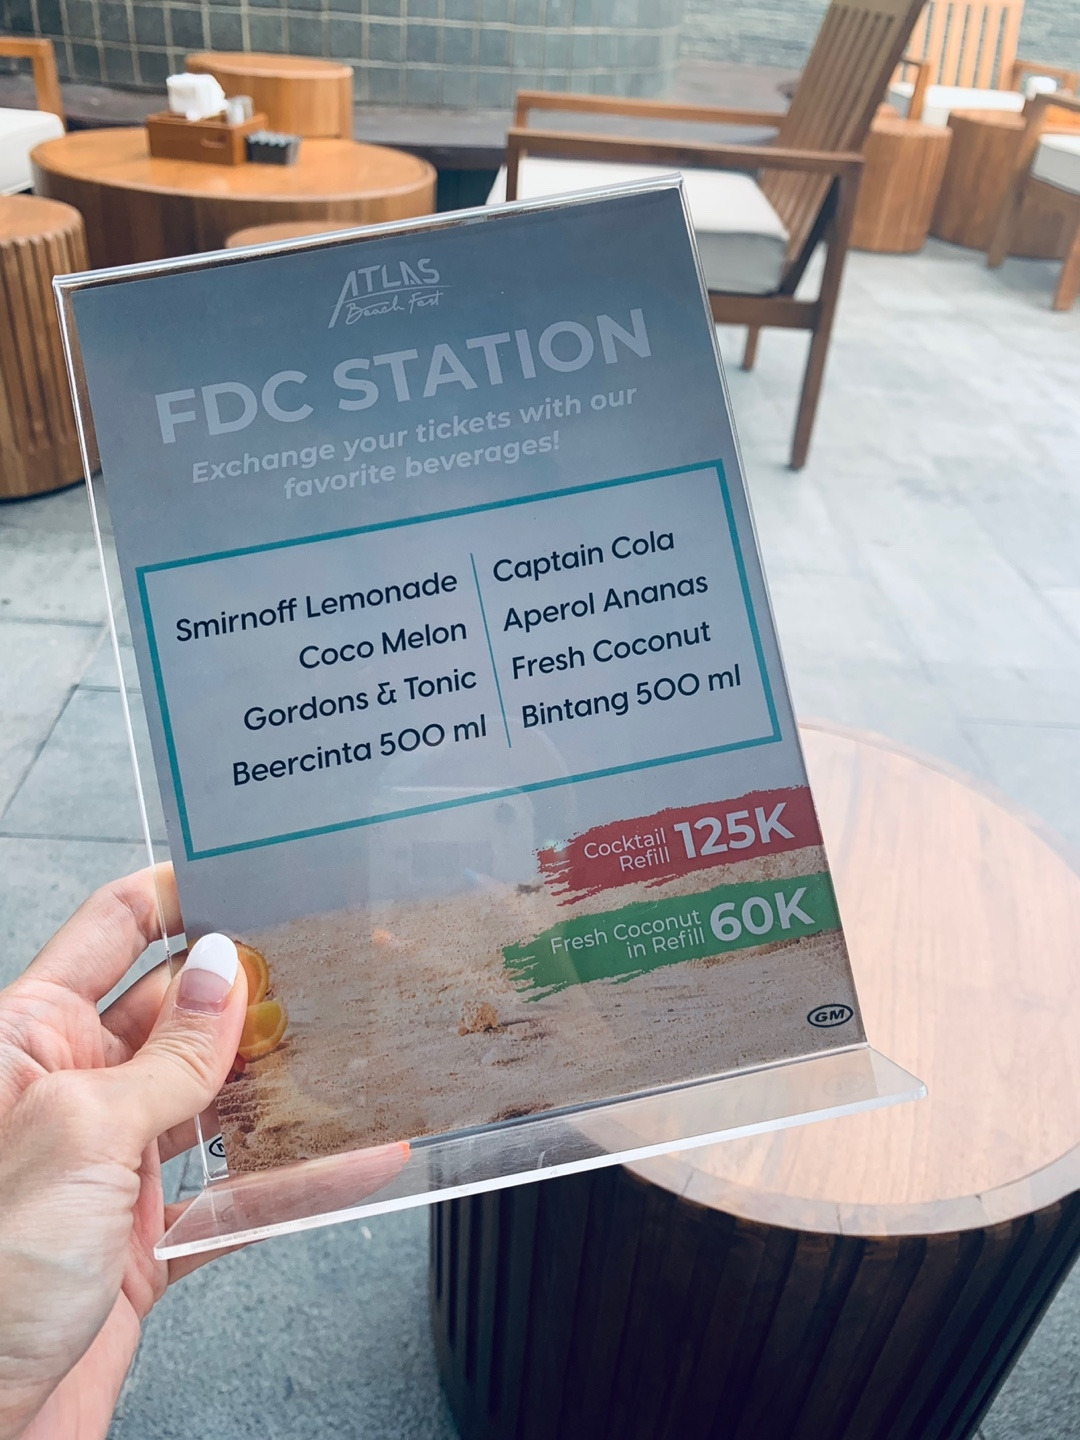 ATLAS
Beach Fest
FDC STATION
Exchange your tickets with our
favorite beverages!
Smirnoff Lemonade
Coco Melon
Gordons & Tonic
Beercinta 500 ml
Captain Cola
Aperol Ananas
Fresh Coconut
Bintang 500 ml
Cocktail
Refill
125K
Fresh Coconut
in Refill
60K
GM